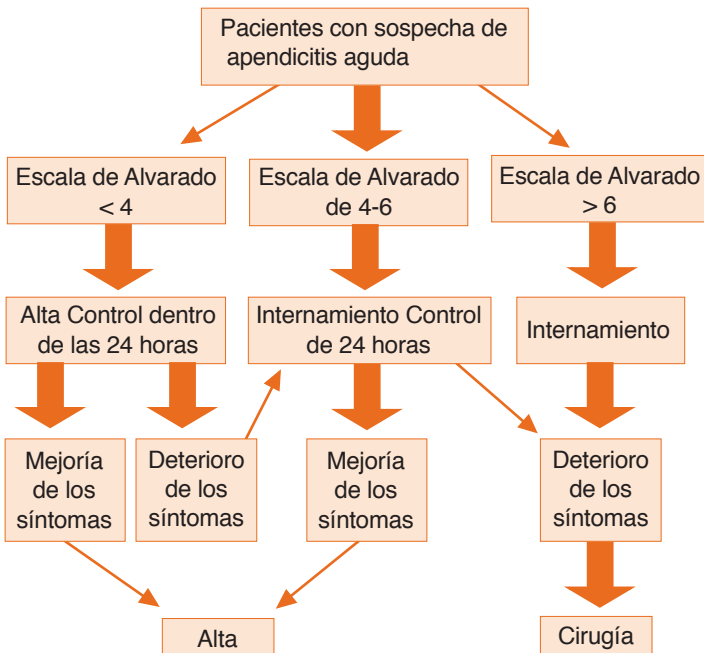 Pacientes con sospecha de
apendicitis aguda
Escala de Alvarado
< 4
Escala de Alvarado
de 4-6
Escala de Alvarado
> 6
Alta Control dentro
de las 24 horas
Internamiento Control
de 24 horas
Internamiento
Mejoría
de los
síntomas
Deterioro
de los
síntomas
Mejoría
de los
síntomas
Deterioro
de los
síntomas
Alta
Cirugía